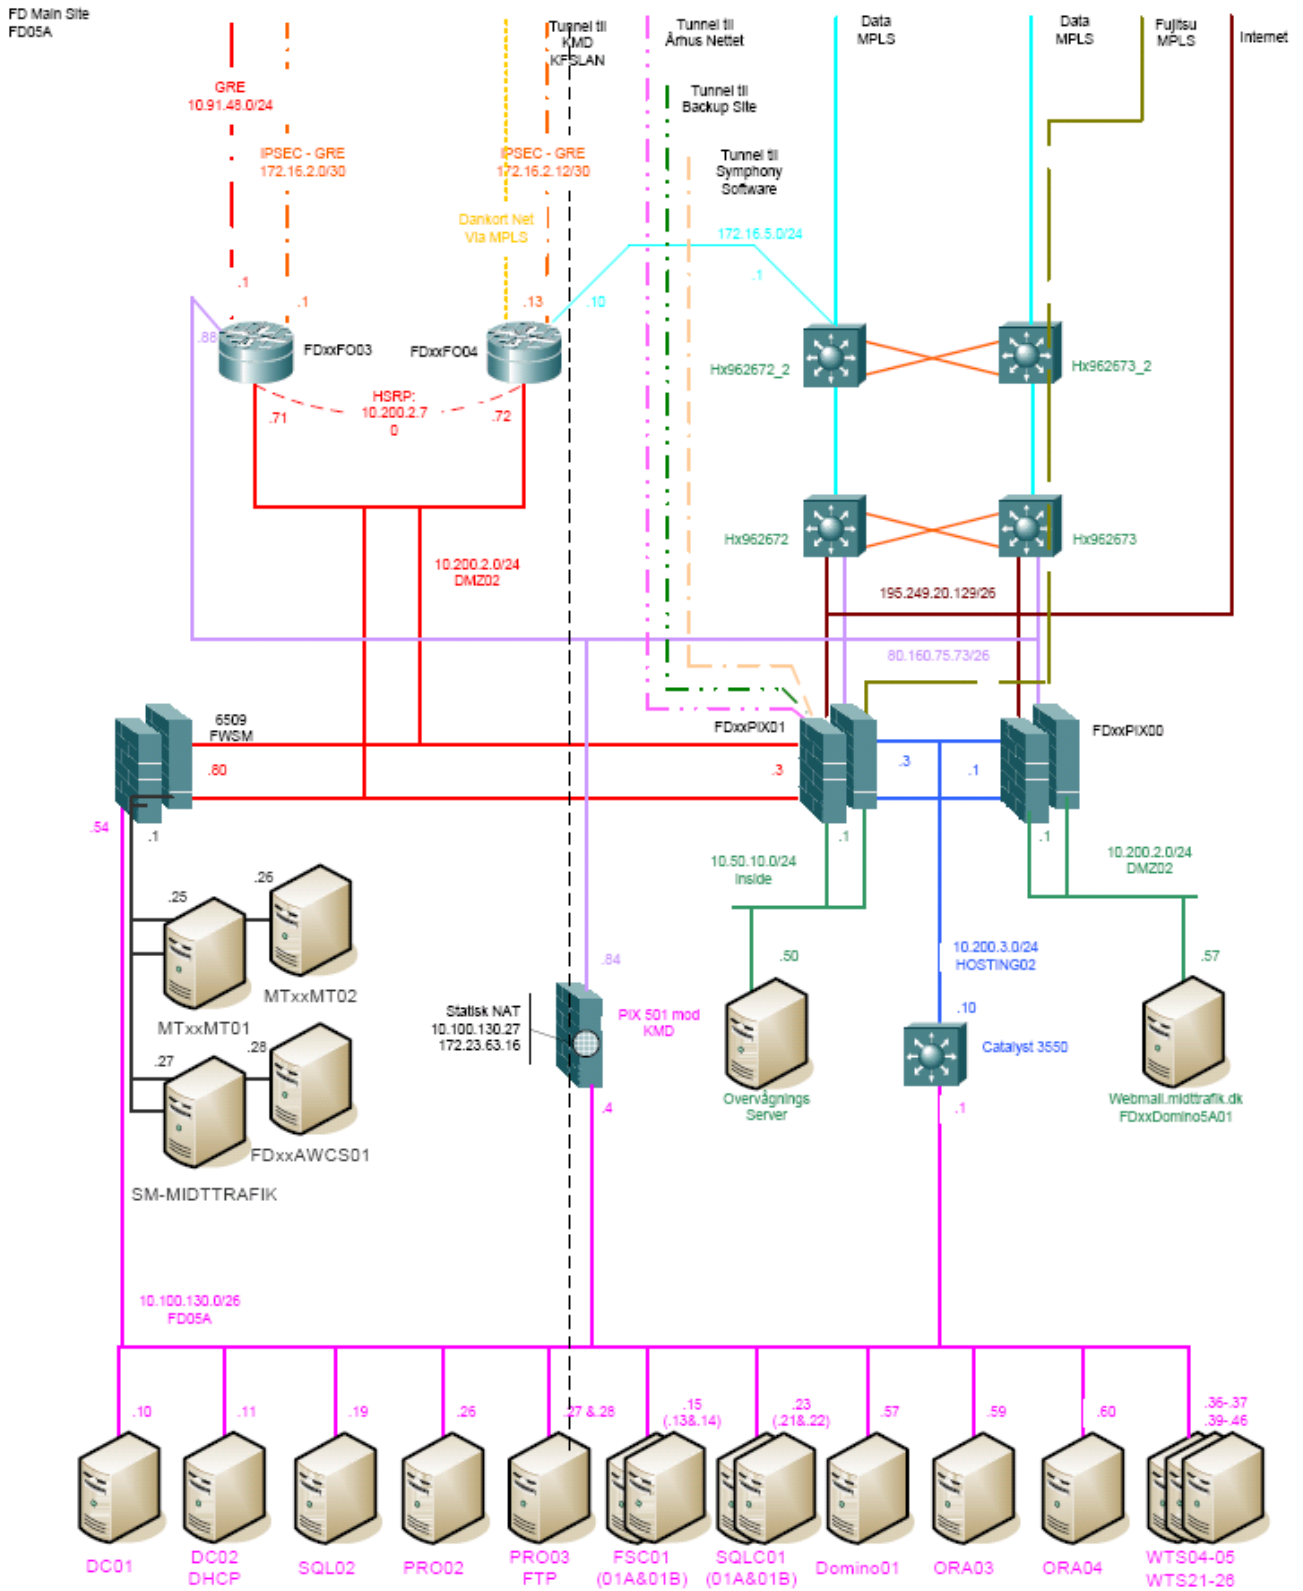 FD Main Site
FD05A
Tunnel til
KMD
KFSLAN
Tunnel til
Århus Nettet
Data
MPLS
Data
MPLS
Fujitsu
MPLS
Internet
GRE
10.91.48.0/24
Tunnel til
Backup Site
IPSEC - GRE
172.16.2.0/30
IPSEC - GRE
172.16.2.12/30
Tunnel til
Symphony
Software
Dankort Net
Via MPLS
172.16.5.0/24
.1
.1
.1
.13
.10
.88
FDxxFO03
FDxxFO04
Hx962672_2
Hx962673_2
HSRP:
10.200.2.7
0
.71
.72
Hx962672
Hx962673
10.200.2.0/24
DMZ02
195.249.20.129/26
80.160.75.73/26
6509
FWSM
FDxxPIX01
FDxxPIX00
.80
.3
.3
.1
.54
.1
.1
.1
10.50.10.0/24
Inside
10.200.2.0/24
DMZ02
.25
.26
MTxxMT02
MTxxMT01
10.200.3.0/24
HOSTING02
.50
.57
.84
.10
Statisk NAT
10.100.130.27
172.23.63.16
PIX 501 mod
KMD
Catalyst 3550
.27
.28
FDxxAWCS01
SM-MIDTTRAFIK
Overvågnings
Server
Webmail.midttrafik.dk
FDxxDomino5A01
.4
.1
10.100.130.0/26
FD05A
.10
.11
.19
.26
.27 &.28
.15
(.13&.14)
.23
(.21&.22)
.57
.59
.60
.36-.37
.39-.46
DC01
DC02
DHCP
SQL02
PRO02
PRO03
FTP
FSC01
(01A&01B)
SQLC01
(01A&01B)
Domino01
ORA03
ORA04
WTS04-05
WTS21-28